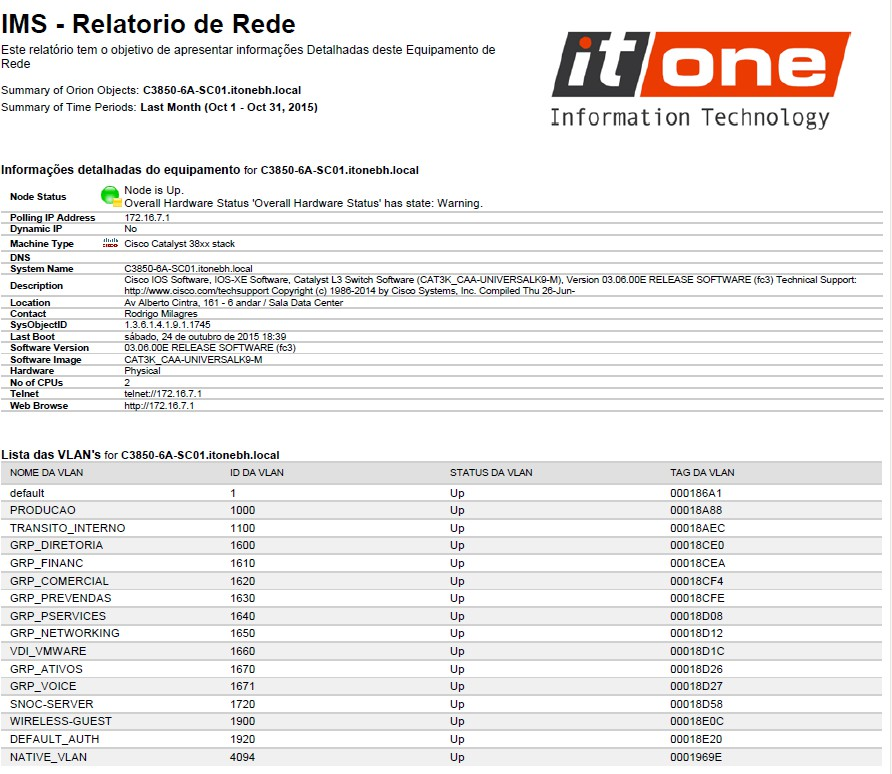 IMS - Relatorio de Rede
Este relatório tem o objetivo de apresentar informações Detalhadas deste Equipamento de
Rede
it one
Information Technology
Summary of Orion Objects: C3850-6A-SC01.itonebh.local
Summary of Time Periods: Last Month (Oct 1 - Oct 31, 2015)
Informações detalhadas do equipamento for C3850-6A-SC01.itonebh.local
Node Status Node is Up.
Overall Hardware Status 'Overall Hardware Status' has state: Warning.
Polling IP Address 172.16.7.1
Dynamic IP No
Machine Type CISCO Cisco Catalyst 38xx stack
DNS
System Name C3850-6A-SC01.itonebh.local
Description Cisco IOS Software, IOS-XE Software, Catalyst L3 Switch Software (CAT3K_CAA-UNIVERSALK9-M), Version 03.06.00E RELEASE SOFTWARE (fc3) Technical Support:
http://www.cisco.com/techsupport Copyright (c) 1986-2014 by Cisco Systems, Inc. Compiled Thu 26-Jun-
Location Av Alberto Cintra, 161 - 6 andar / Sala Data Center
Contact Rodrigo Milagres
SysObjectID 1.3.6.1.4.1.9.1.1745
Last Boot sábado, 24 de outubro de 2015 18:39
Software Version 03.06.00E RELEASE SOFTWARE (fc3)
Software Image CAT3K_CAA-UNIVERSALK9-M
Hardware Physical
No of CPUs 2
Telnet telnet://172.16.7.1
Web Browse http://172.16.7.1
Lista das VLAN's for C3850-6A-SC01.itonebh.local
NOME DA VLAN ID DA VLAN STATUS DA VLAN TAG DA VLAN
default 1 Up 000186A1
PRODUCAO 1000 Up 00018A88
TRANSITO_INTERNO 1100 Up 00018AEC
GRP_DIRETORIA 1600 Up 00018CE0
GRP_FINANC 1610 Up 00018CEA
GRP_COMERCIAL 1620 Up 00018CF4
GRP_PREVENDAS 1630 Up 00018CFE
GRP_PSERVICES 1640 Up 00018D08
GRP_NETWORKING 1650 Up 00018D12
VDI_VMWARE 1660 Up 00018D1C
GRP_ATIVOS 1670 Up 00018D26
GRP_VOICE 1671 Up 00018D27
SNOC-SERVER 1720 Up 00018D58
WIRELESS-GUEST 1900 Up 00018E0C
DEFAULT_AUTH 1920 Up 00018E20
NATIVE_VLAN 4094 Up 0001969E